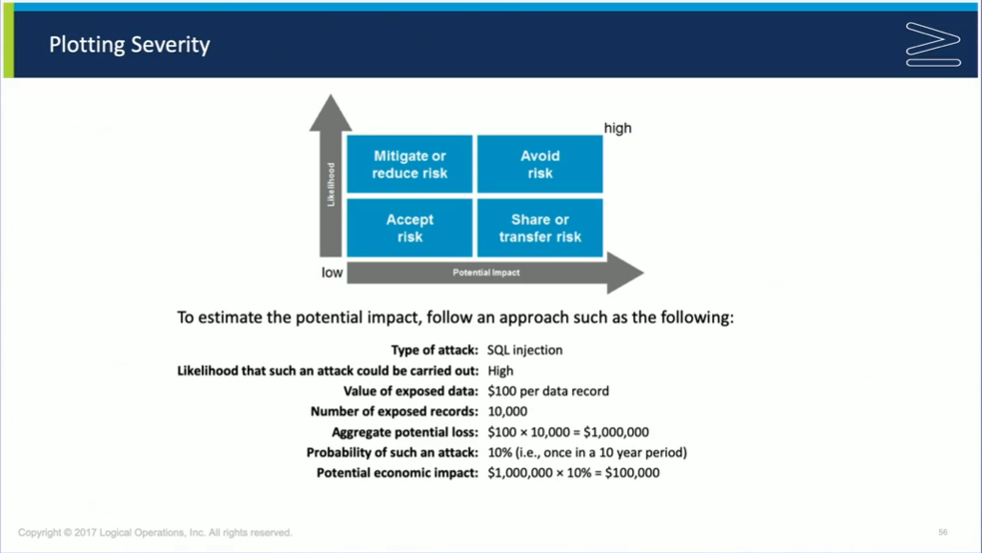 Plotting Severity
high
Likelihood
Mitigate or
reduce risk
Avoid
risk
Accept
risk
Share or
transfer risk
low
Potential Impact
To estimate the potential impact, follow an approach such as the following:
Type of attack: SQL injection
Likelihood that such an attack could be carried out: High
Value of exposed data: $100 per data record
Number of exposed records: 10,000
Aggregate potential loss: $100 × 10,000 = $1,000,000
Probability of such an attack: 10% (i.e., once in a 10 year period)
Potential economic impact: $1,000,000 × 10% = $100,000
Copyright © 2017 Logical Operations, Inc. All rights reserved.
56